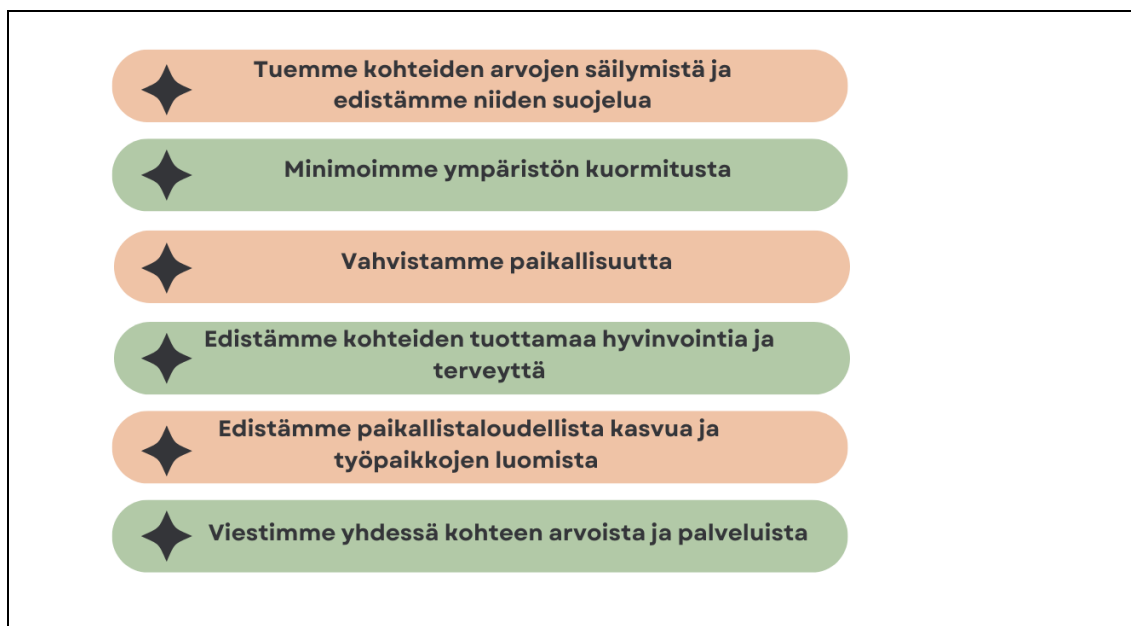 Tuemme kohteiden arvojen säilymistä ja
edistämme niiden suojelua
Minimoimme ympäristön kuormitusta
Vahvistamme paikallisuutta
Edistämme kohteiden tuottamaa hyvinvointia ja
terveyttä
Edistämme paikallistaloudellista kasvua ja
työpaikkojen luomista
Viestimme yhdessä kohteen arvoista ja palveluista